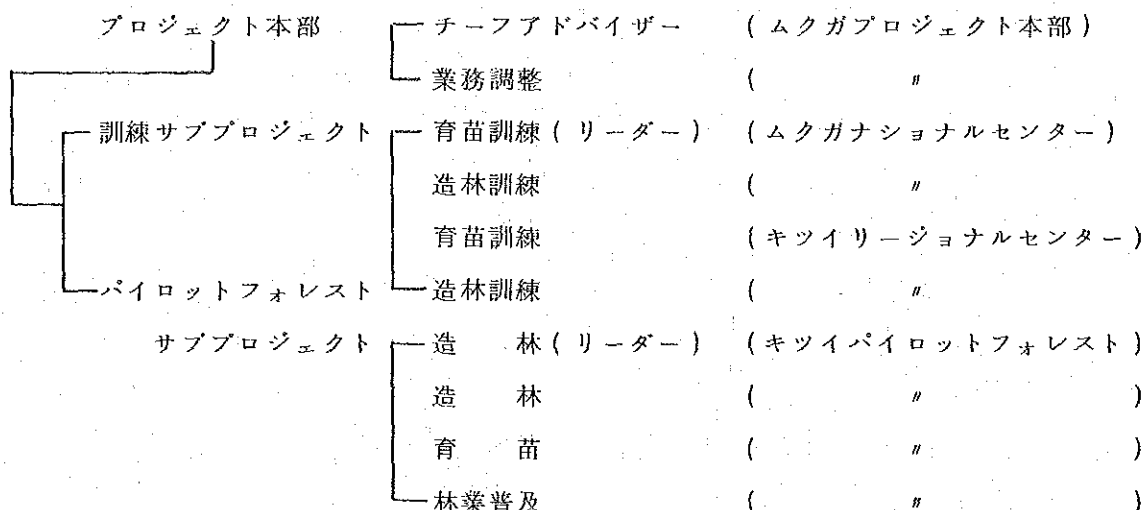 プロジェクト本部 チーフアドバイザー (ムクガプロジェクト本部)
業務調整 ( 〃
訓練サブプロジェクト 育苗訓練(リーダー) (ムクガナショナルセンター)
造林訓練 ( 〃
育苗訓練 (キツイリージョナルセンター)
パイロットフォレスト 造林訓練 ( 〃
サブプロジェクト 造 林(リーダー) (キツイパイロットフォレスト)
造 林 ( 〃 )
育 苗 ( 〃 )
林業普及 ( 〃 )